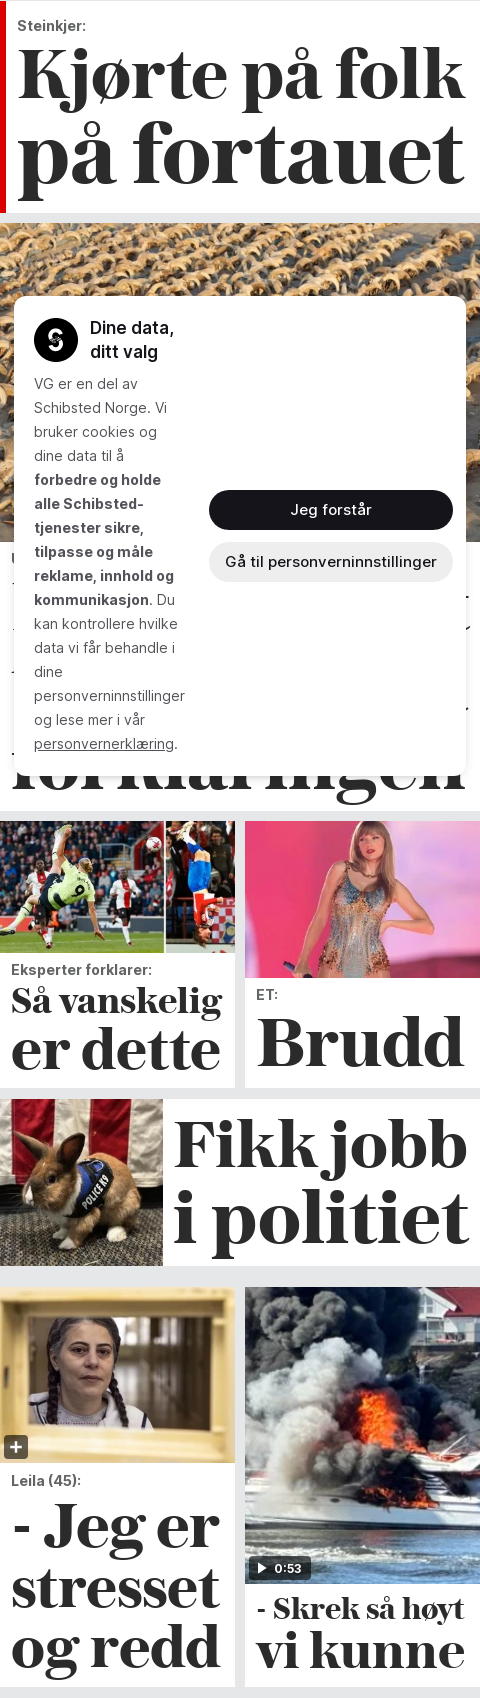 Steinkjer:
Kjørte på folk
på fortauet
Dine data,
ditt valg
VG er en del av
Schibsted Norge. Vi
bruker cookies og
dine data til å
forbedre og holde
alle Schibsted-
tjenester sikre,
tilpasse og måle
reklame, innhold og
kommunikasjon. Du
kan kontrollere hvilke
data vi får behandle i
dine
personverninnstillinger
og lese mer i vår
personvernerklæring.
Jeg forstår
Gå til personverninnstillinger
forklaringen
Eksperter forklarer:
Så vanskelig
er dette
ET:
Brudd
POLICE K9
Fikk jobb
i politiet
Leila (45):
- Jeg er
stresset
og redd
0:53
- Skrek så høyt
vi kunne